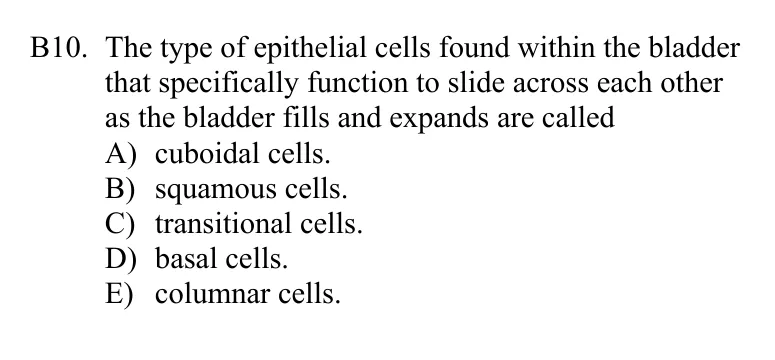 B10. The type of epithelial cells found within the bladder
that specifically function to slide across each other
as the bladder fills and expands are called
A) cuboidal cells.
B) squamous cells.
C) transitional cells.
D) basal cells.
E) columnar cells.